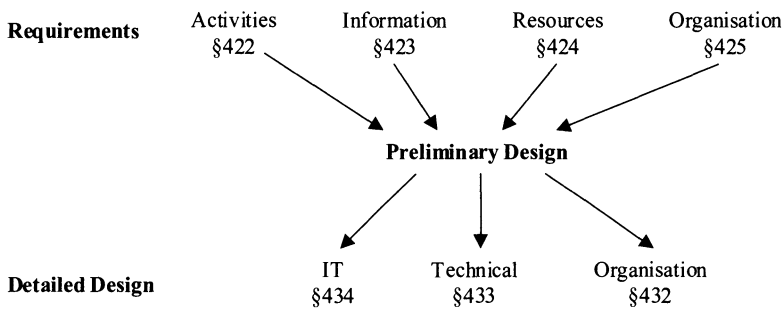 Requirements
Activities Information Resources Organisation
§422 §423 §424 §425
Preliminary Design
Detailed Design
IT Technical Organisation
§434 §433 §432